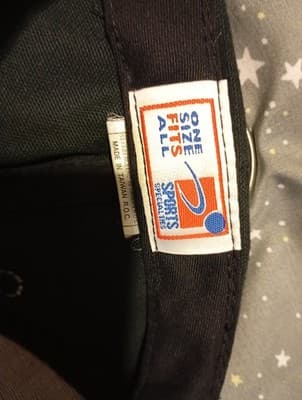 ONE
SIZE
FITS
ALL
SPORTS
SPECIALTIES
MADE IN TAIWAN R.O.C.